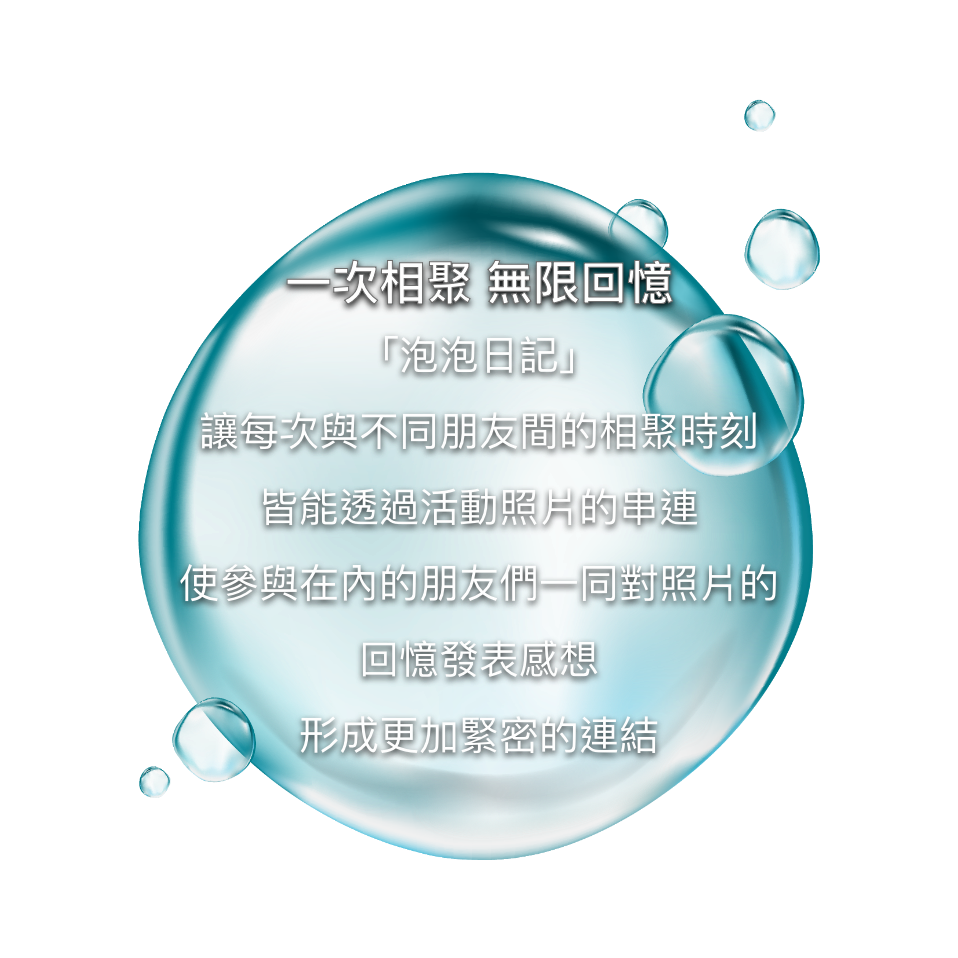 一次相聚 無限回憶
「泡泡日記」
讓每次與不同朋友間的相聚時刻
皆能透過活動照片的串連
使參與在內的朋友們一同對照片的
回憶發表感想
形成更加緊密的連結